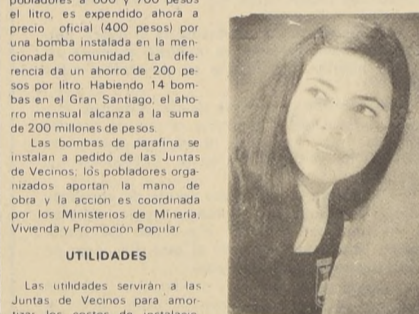 pobladores a 600 y 700 pesos
el litro, es expendido ahora a
precio oficial (400 pesos) por
una bomba instalada en la men-
cionada comunidad. La dife-
rencia da un ahorro de 200 pe-
sos por litro. Habiendo 14 bom-
bas en el Gran Santiago, el aho-
rro mensual alcanza a la suma
de 200 millones de pesos.
Las bombas de parafina se
instalan a pedido de las Juntas
de Vecinos; los pobladores orga-
nizados aportan la mano de
obra y la acción es coordinada
por los Ministerios de Minería,
Vivienda y Promoción Popular.
UTILIDADES
Las utilidades servirán a las
Juntas de Vecinos para amor-
tizar los costos de instalación,